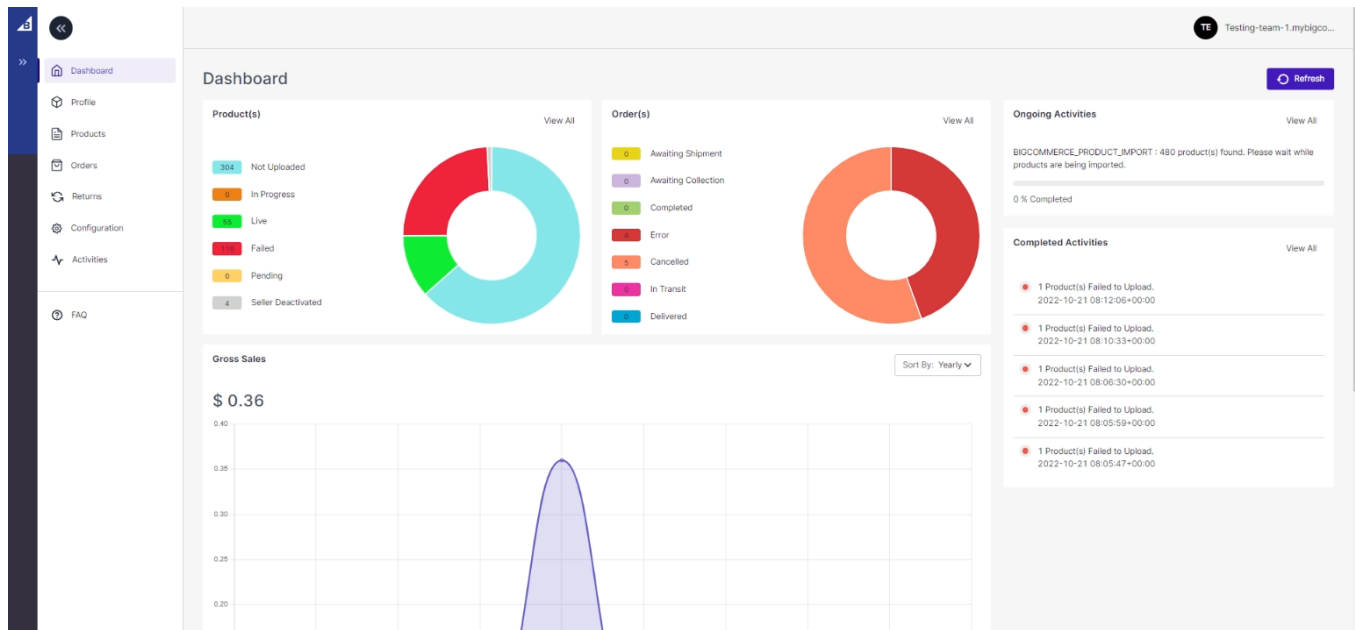 B
TE Testing-team-1.mybigco...
Dashboard
Profile
Products
Orders
Returns
Configuration
Activities
FAQ
Dashboard
Refresh
Product(s)
View All
304 Not Uploaded
0 In Progress
55 Live
Failed
0 Pending
4 Seller Deactivated
Order(s)
View All
0 Awaiting Shipment
0 Awaiting Collection
0 Completed
4 Error
5 Cancelled
0 In Transit
0 Delivered
Ongoing Activities
View All
BIGCOMMERCE_PRODUCT_IMPORT : 480 product(s) found. Please wait while
products are being imported.
0 % Completed
Completed Activities
View All
1 Product(s) Failed to Upload.
2022-10-21 08:12:06+00:00
1 Product(s) Failed to Upload.
2022-10-21 08:10:33+00:00
1 Product(s) Failed to Upload.
2022-10-21 08:06:30+00:00
1 Product(s) Failed to Upload.
2022-10-21 08:05:59+00:00
1 Product(s) Failed to Upload.
2022-10-21 08:05:47+00:00
Gross Sales
Sort By: Yearly
$ 0.36
0.40
0.35
0.30
0.25
0.20